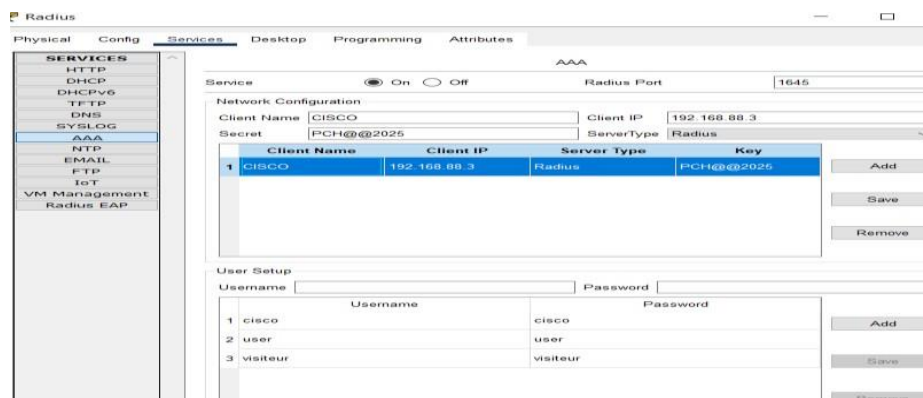 Radius
Physical Config Services Desktop Programming Attributes
SERVICES
HTTP
DHCP
DHCPv6
TFTP
DNS
SYSLOG
AAA
NTP
EMAIL
FTP
IoT
VM Management
Radius EAP
AAA
Service On Off Radius Port 1645
Network Configuration
Client Name CISCO Client IP 192.168.88.3
Secret PCH@@2025 ServerType Radius
Client Name Client IP Server Type Key
1 CISCO 192.168.88.3 Radius PCH@@2025
Add
Save
Remove
User Setup
Username Password
Username Password
1 cisco cisco
2 user user
3 visiteur visiteur
Add
Save